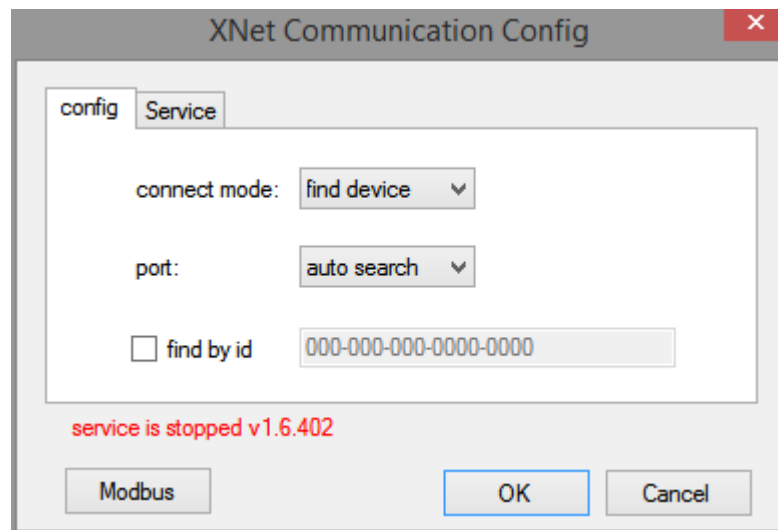 XNet Communication Config
config Service
connect mode: find device
port: auto search
find by id 000-000-000-0000-0000
service is stopped v1.6.402
Modbus OK Cancel